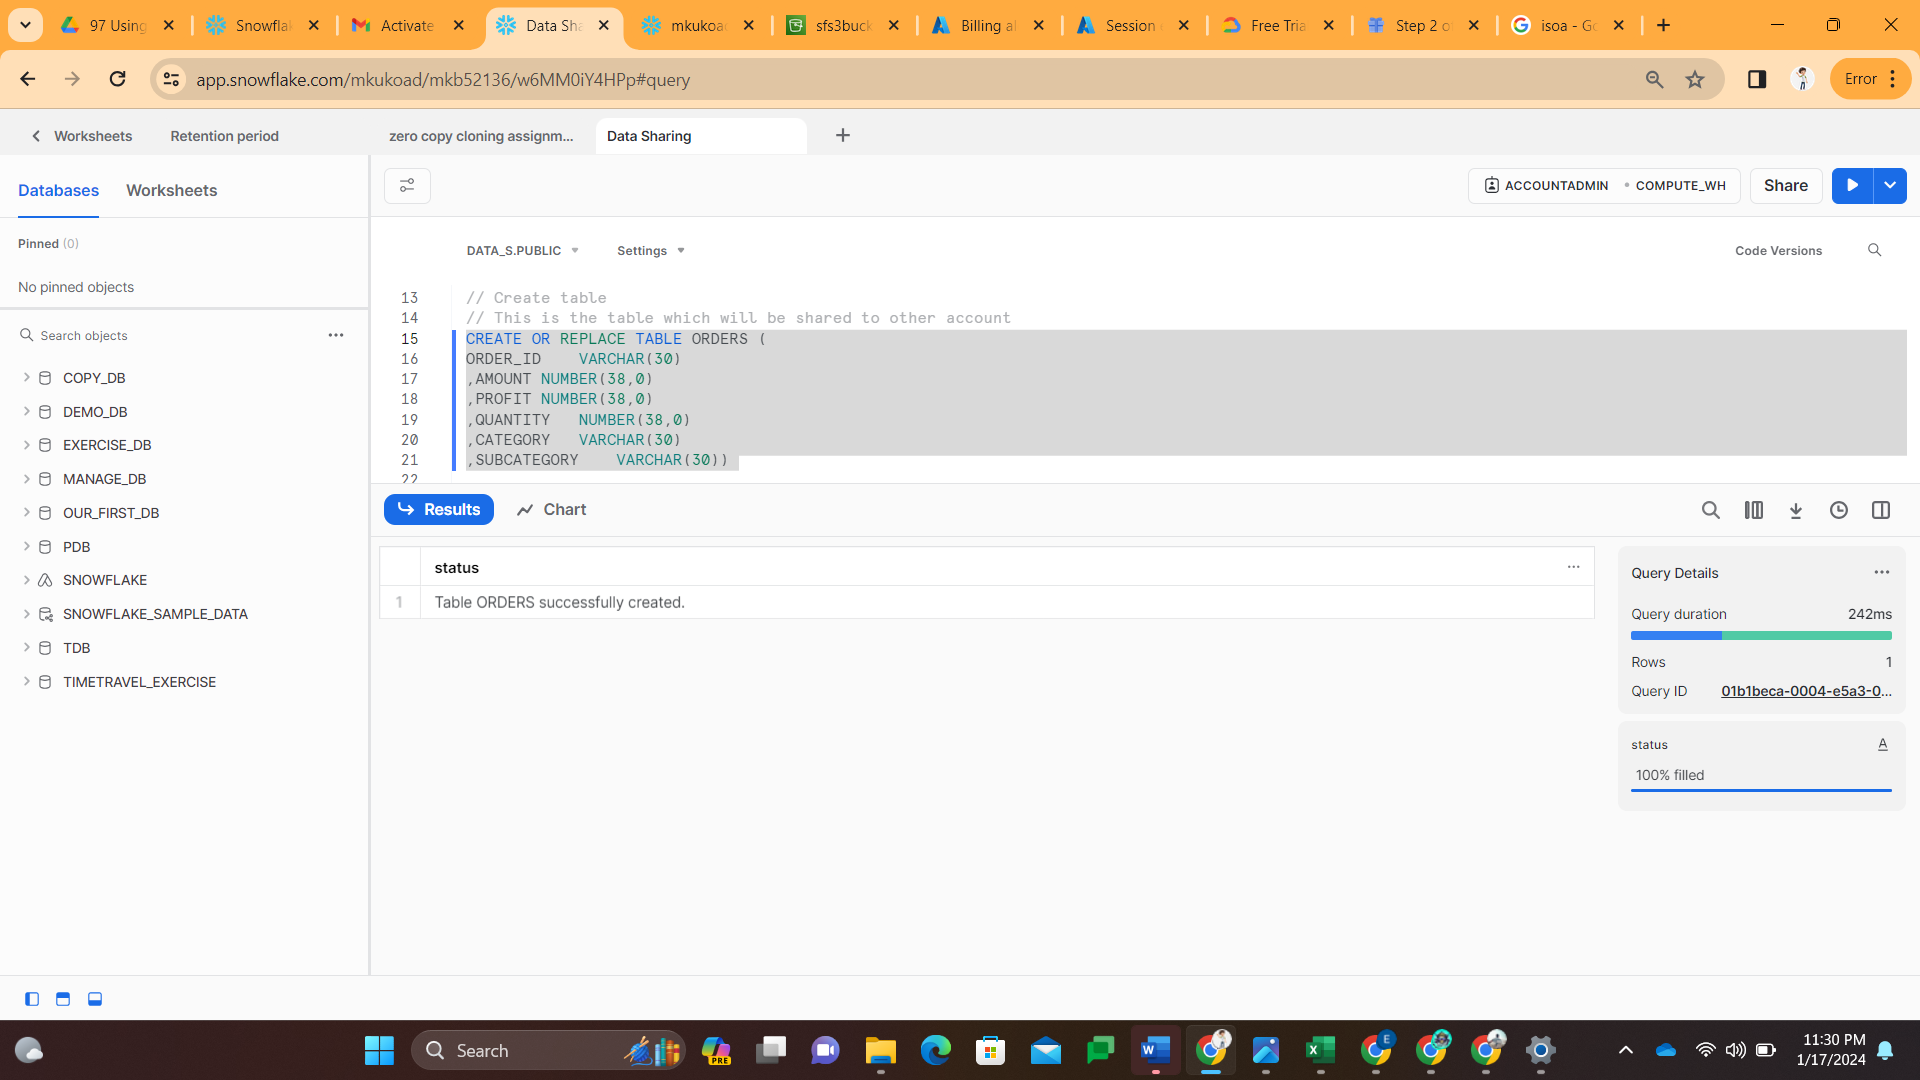 97 Using
Snowflak
Activate
Data Sha
mkukoad
sfs3buck
Billing al
Session
Free Tria
Step 2 o
isoa - Go
app.snowflake.com/mkukoad/mkb52136/w6MM0iY4HPp#query
Error
Worksheets
Retention period
zero copy cloning assignm...
Data Sharing
Databases
Worksheets
ACCOUNTADMIN
COMPUTE_WH
Share
Pinned (0)
No pinned objects
DATA_S.PUBLIC
Settings
Code Versions
Search objects
COPY_DB
DEMO_DB
EXERCISE_DB
MANAGE_DB
OUR_FIRST_DB
PDB
SNOWFLAKE
SNOWFLAKE_SAMPLE_DATA
TDB
TIMETRAVEL_EXERCISE
13 // Create table
14 // This is the table which will be shared to other account
15 CREATE OR REPLACE TABLE ORDERS (
16 ORDER_ID    VARCHAR(30)
17 ,AMOUNT NUMBER(38,0)
18 ,PROFIT NUMBER(38,0)
19 ,QUANTITY   NUMBER(38,0)
20 ,CATEGORY   VARCHAR(30)
21 ,SUBCATEGORY    VARCHAR(30))
22
Results
Chart
status
1 Table ORDERS successfully created.
Query Details
Query duration 242ms
Rows 1
Query ID 01b1beca-0004-e5a3-0...
status A
100% filled
Search
PRE
E
11:30 PM
1/17/2024